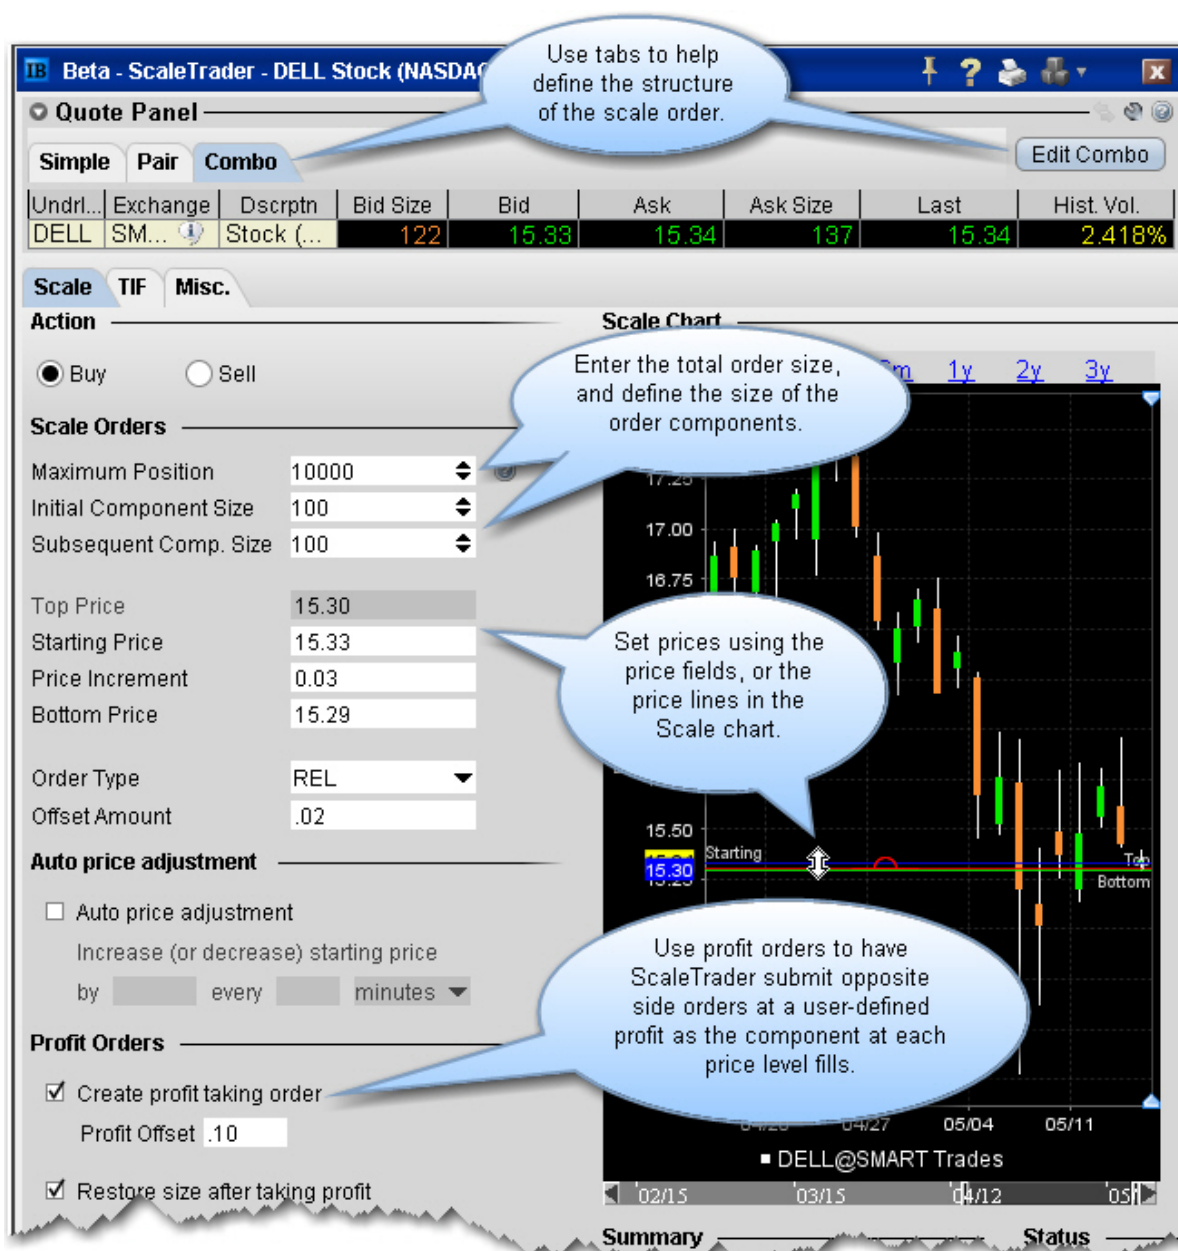 Use tabs to help
define the structure
of the scale order.
IB Beta - ScaleTrader - DELL Stock (NASDAQ
Quote Panel
Simple Pair Combo Edit Combo
Undrl... Exchange Dscrptn Bid Size Bid Ask Ask Size Last Hist. Vol.
DELL SM... Stock (... 122 15.33 15.34 137 15.34 2.418%
Scale TIF Misc.
Action
Scale Chart
Buy Sell
1y 2y 3y
Enter the total order size,
and define the size of the
order components.
Scale Orders
Maximum Position 10000
Initial Component Size 100
Subsequent Comp. Size 100
17.25
17.00
16.75
Top Price 15.30
Starting Price 15.33
Price Increment 0.03
Bottom Price 15.29
Set prices using the
price fields, or the
price lines in the
Scale chart.
Order Type REL
Offset Amount .02
15.50
Starting
Top
15.30
15.25
Bottom
Auto price adjustment
Auto price adjustment
Increase (or decrease) starting price
by every minutes
Use profit orders to have
ScaleTrader submit opposite
side orders at a user-defined
profit as the component at each
price level fills.
Profit Orders
Create profit taking order
Profit Offset .10
04/27 05/04 05/11
DELL@SMART Trades
Restore size after taking profit
02/15 03/15 04/12
Summary Status